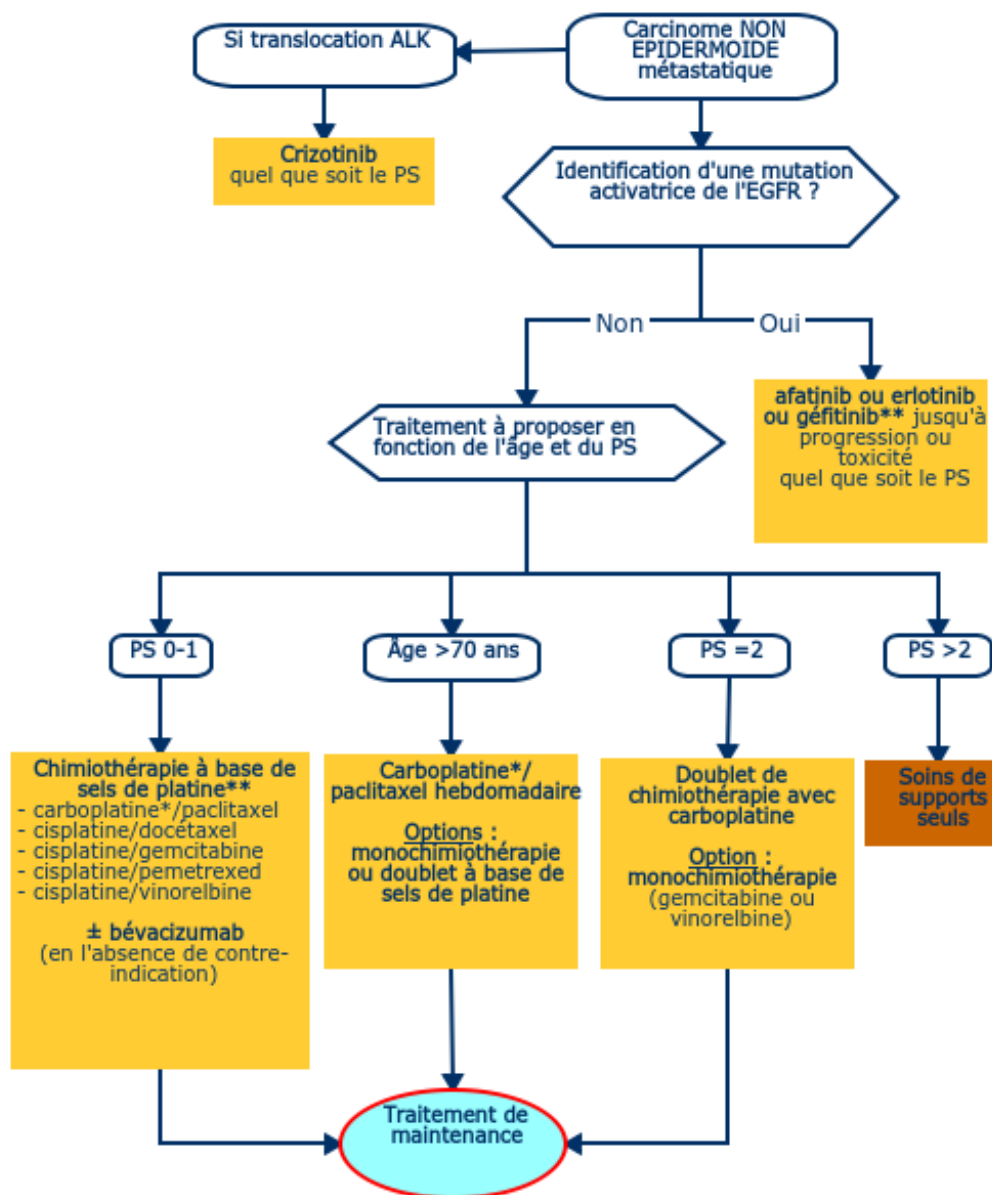 Si translocation ALK
Carcinome NON
EPIDERMOIDE
métastatique
Crizotinib
quel que soit le PS
Identification d'une mutation
activatrice de l'EGFR ?
Non
Oui
afatinib ou erlotinib
ou géfitinib** jusqu'à
progression ou
toxicité
quel que soit le PS
Traitement à proposer en
fonction de l'âge et du PS
PS 0-1
Âge >70 ans
PS =2
PS >2
Chimiothérapie à base de
sels de platine**
- carboplatine*/paclitaxel
- cisplatine/docétaxel
- cisplatine/gemcitabine
- cisplatine/pemetrexed
- cisplatine/vinorelbine
± bévacizumab
(en l'absence de contre-
indication)
Carboplatine*/
paclitaxel hebdomadaire
Options :
monochimiothérapie
ou doublet à base de
sels de platine
Doublet de
chimiothérapie avec
carboplatine
Option :
monochimiothérapie
(gemcitabine ou
vinorelbine)
Soins de
supports
seuls
Traitement de
maintenance